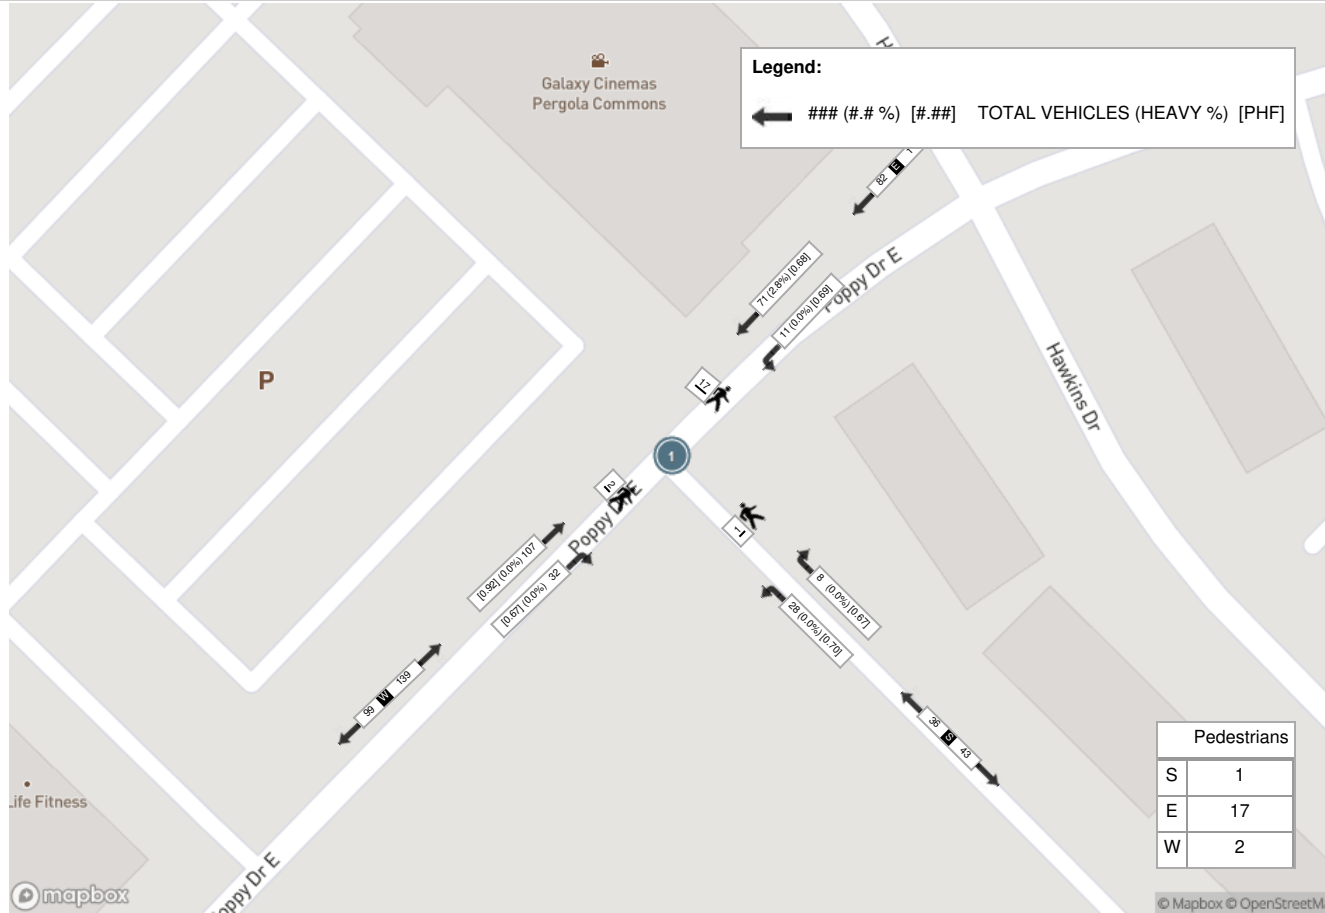 H
Legend:
### (#.# %) [#.##] TOTAL VEHICLES (HEAVY %) [PHF]
Galaxy Cinemas
Pergola Commons
82 E 1
71 (2.8%) [0.68]
11 (0.0%) [0.69]
Poppy Dr E
Hawkins Dr
P
17
1
2
Poppy Dr E
1
[0.92] (0.0%) 107
[0.67] (0.0%) 32
8 (0.0%) [0.67]
28 (0.0%) [0.70]
99 W 139
36 S 43
Life Fitness
Poppy Dr E
Pedestrians
S 1
E 17
W 2
mapbox
© Mapbox © OpenStreetM